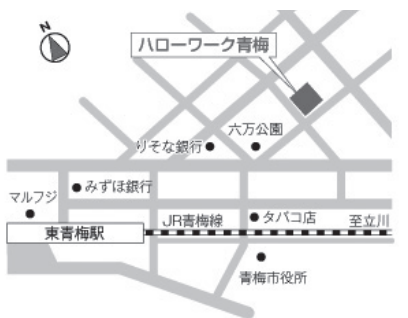 N
ハローワーク青梅
六万公園
りそな銀行
みずほ銀行
マルフジ
JR青梅線
タバコ店
至立川
東青梅駅
青梅市役所